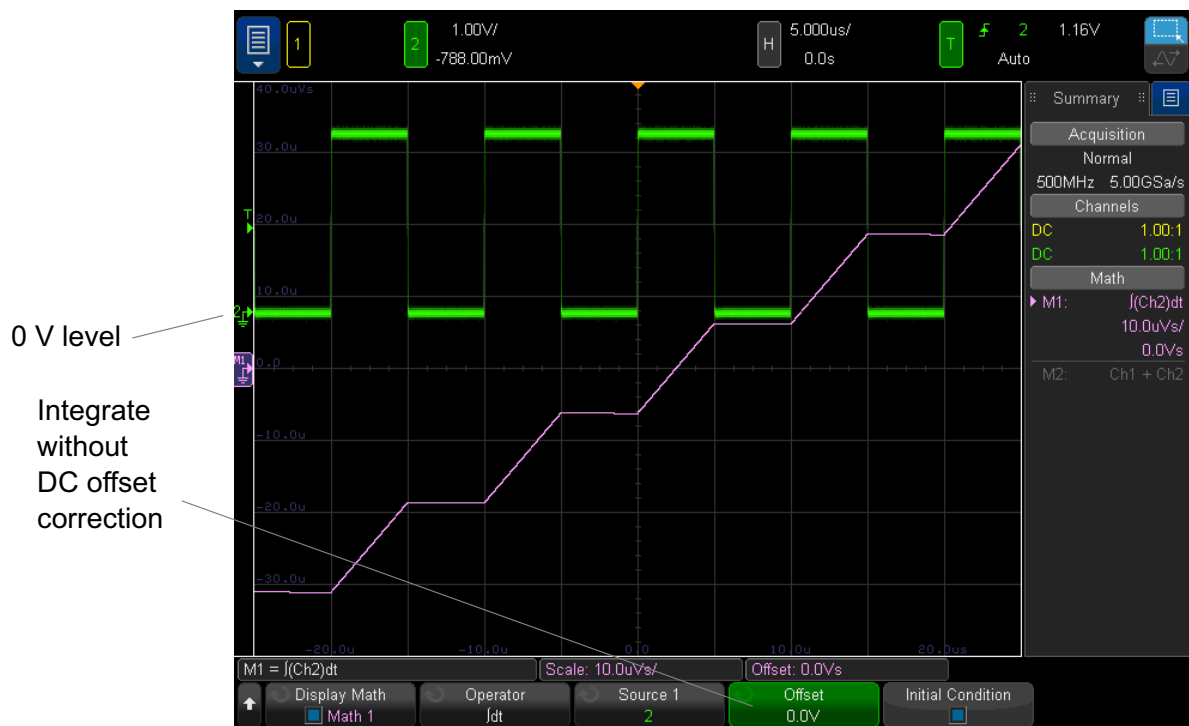 1
2
1.00V/
-788.00mV
H
5.000us/
0.0s
T
2
1.16V
Auto
Summary
Acquisition
Normal
500MHz 5.00GSa/s
Channels
DC 1.00:1
DC 1.00:1
Math
M1: ∫(Ch2)dt
10.0uVs/
0.0Vs
M2: Ch1 + Ch2
40.0uVs
30.0u
T
20.0u
10.0u
2
0 V level
M1
0.0
Integrate
without
DC offset
correction
-10.0u
-20.0u
-30.0u
-20.0u -10.0u 0.0 10.0u 20.0us
M1 = ∫(Ch2)dt
Scale: 10.0uVs/
Offset: 0.0Vs
Display Math
Math 1
Operator
∫dt
Source 1
2
Offset
0.0V
Initial Condition